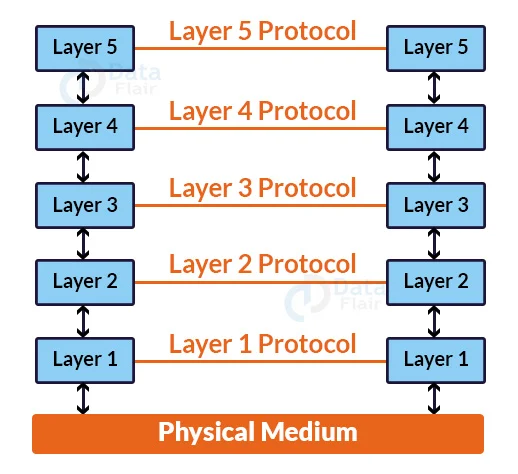 Layer 5 Protocol
Layer 5
Layer 5
Data
Flair
Layer 4 Protocol
Layer 4
Layer 4
Layer 3 Protocol
Layer 3
Layer 3
Layer 2 Protocol
Layer 2
Layer 2
Data
Flair
Layer 1 Protocol
Layer 1
Layer 1
Physical Medium